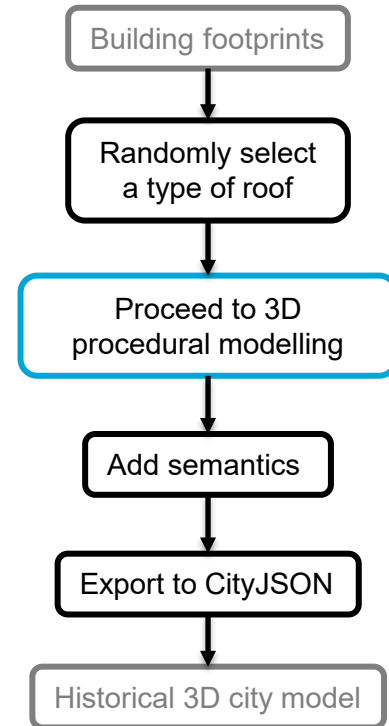 Building footprints
Randomly select
a type of roof
Proceed to 3D
procedural modelling
Add semantics
Export to CityJSON
Historical 3D city model